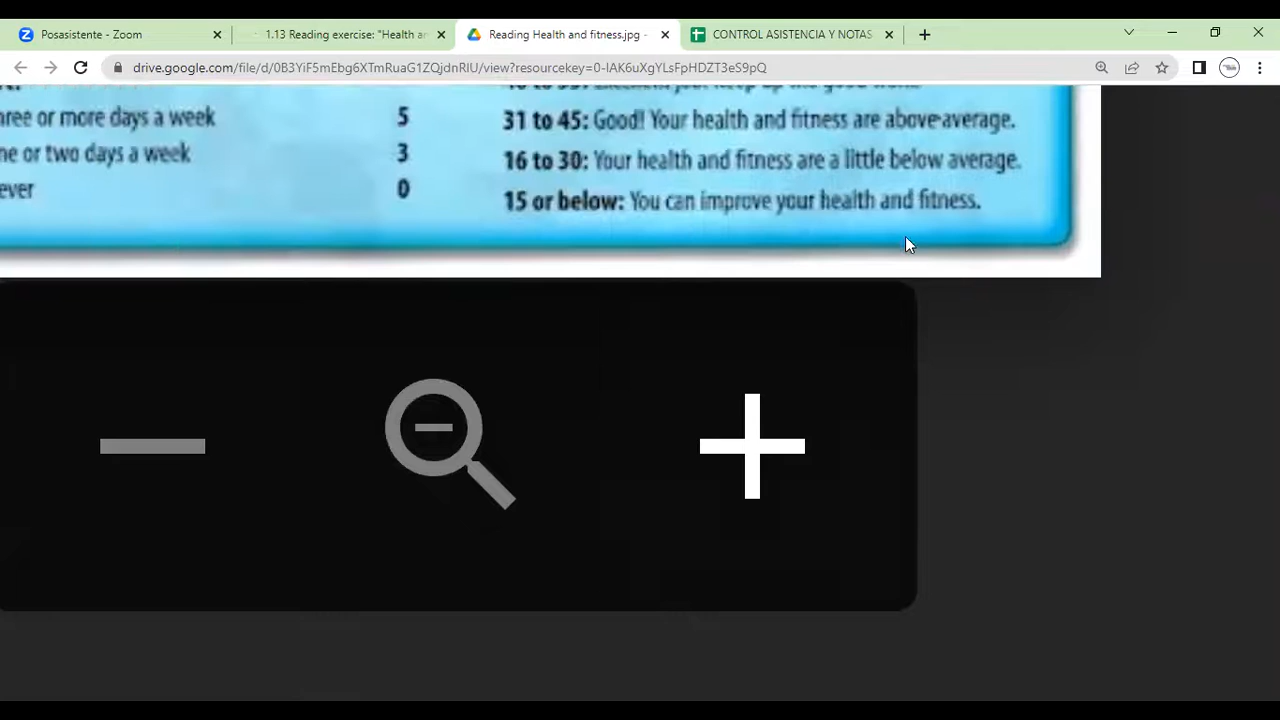 Posasistente - Zoom
1.13 Reading exercise: "Health ar
Reading Health and fitness.jpg -
CONTROL ASISTENCIA Y NOTAS
drive.google.com/file/d/0B3YiF5mEbg6XTmRuaG1ZQjdnRlU/view?resourcekey=0-IAK6uXgYLsFpHDZT3eS9pQ
hree or more days a week 5
ne or two days a week 3
ever 0
31 to 45: Good! Your health and fitness are above average.
16 to 30: Your health and fitness are a little below average.
15 or below: You can improve your health and fitness.